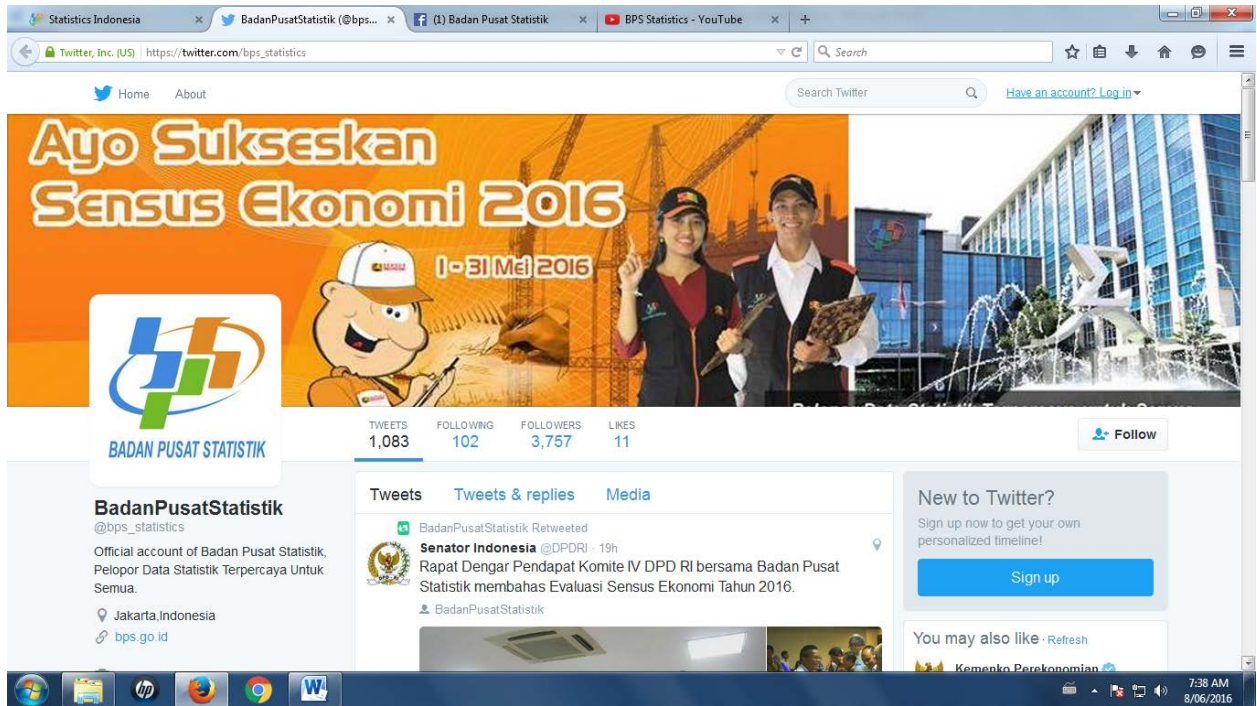 Statistics Indonesia
BadanPusatStatistik (@bps...
(1) Badan Pusat Statistik
BPS Statistics - YouTube
Twitter, Inc. (US)
https://twitter.com/bps_statistics
Search
Home
About
Search Twitter
Have an account? Log in
Ayo Sukseskan
Sensus Ekonomi 2016
1 - 31 Mei 2016
BADAN PUSAT STATISTIK
TWEETS
1,083
FOLLOWING
102
FOLLOWERS
3,757
LIKES
11
Follow
BadanPusatStatistik
@bps_statistics
Official account of Badan Pusat Statistik,
Pelopor Data Statistik Terpercaya Untuk
Semua.
Jakarta,Indonesia
bps.go.id
Tweets
Tweets & replies
Media
BadanPusatStatistik Retweeted
Senator Indonesia @DPDRI · 19h
Rapat Dengar Pendapat Komite IV DPD RI bersama Badan Pusat
Statistik membahas Evaluasi Sensus Ekonomi Tahun 2016.
BadanPusatStatistik
New to Twitter?
Sign up now to get your own
personalized timeline!
Sign up
You may also like · Refresh
Kemenko Perekonomian
7:38 AM
8/06/2016